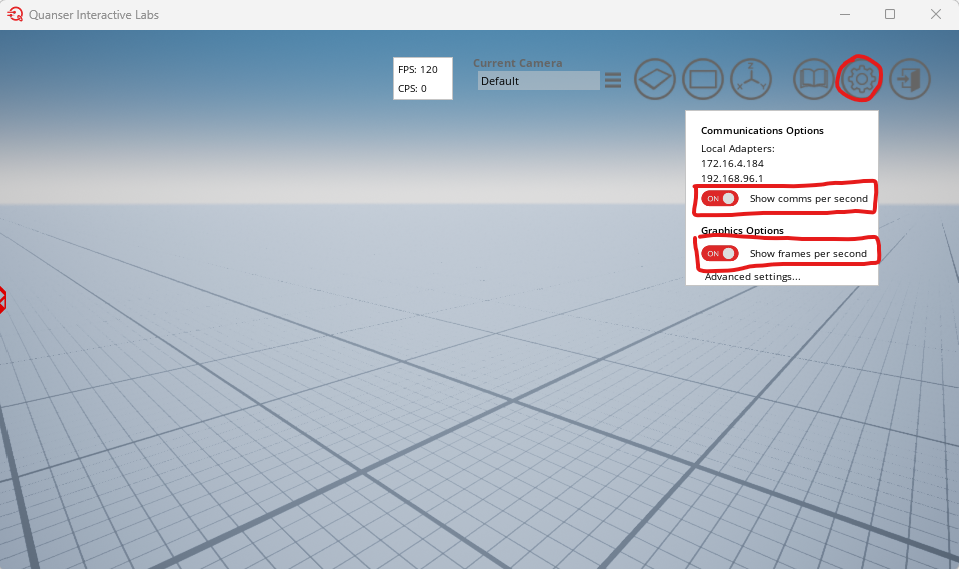 Quanser Interactive Labs
FPS: 120
CPS: 0
Current Camera
Default
Z
X
Y
Communications Options
Local Adapters:
172.16.4.184
192.168.96.1
ON Show comms per second
Graphics Options
ON Show frames per second
Advanced settings...